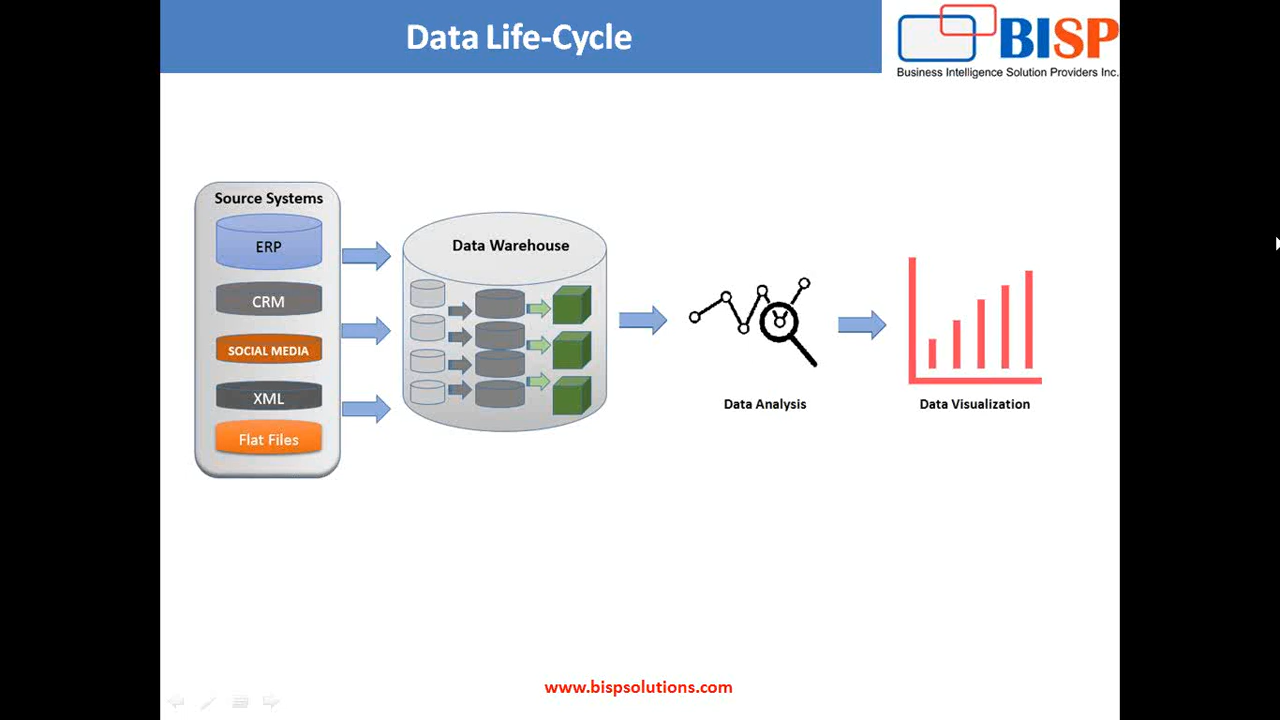 Data Life-Cycle
BISP
Business Intelligence Solution Providers Inc.
Source Systems
ERP
CRM
SOCIAL MEDIA
XML
Flat Files
Data Warehouse
Data Analysis
Data Visualization
www.bispsolutions.com